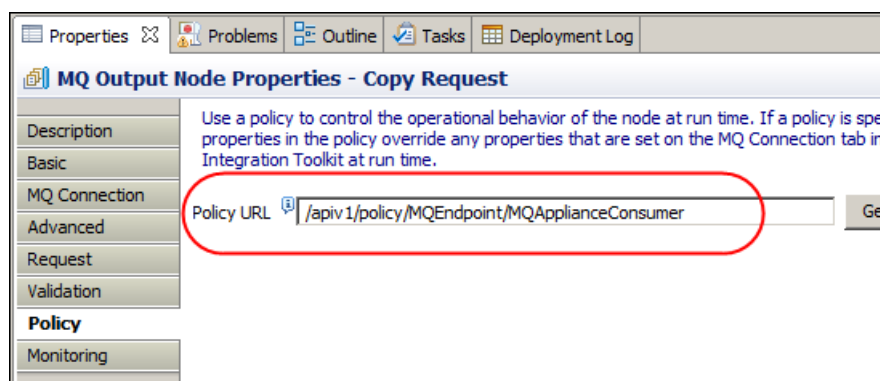 Properties Problems Outline Tasks Deployment Log
MQ Output Node Properties - Copy Request
Description
Basic
MQ Connection
Advanced
Request
Validation
Policy
Monitoring
Use a policy to control the operational behavior of the node at run time. If a policy is spe
properties in the policy override any properties that are set on the MQ Connection tab in
Integration Toolkit at run time.
Policy URL /apiv1/policy/MQEndpoint/MQApplianceConsumer Ge